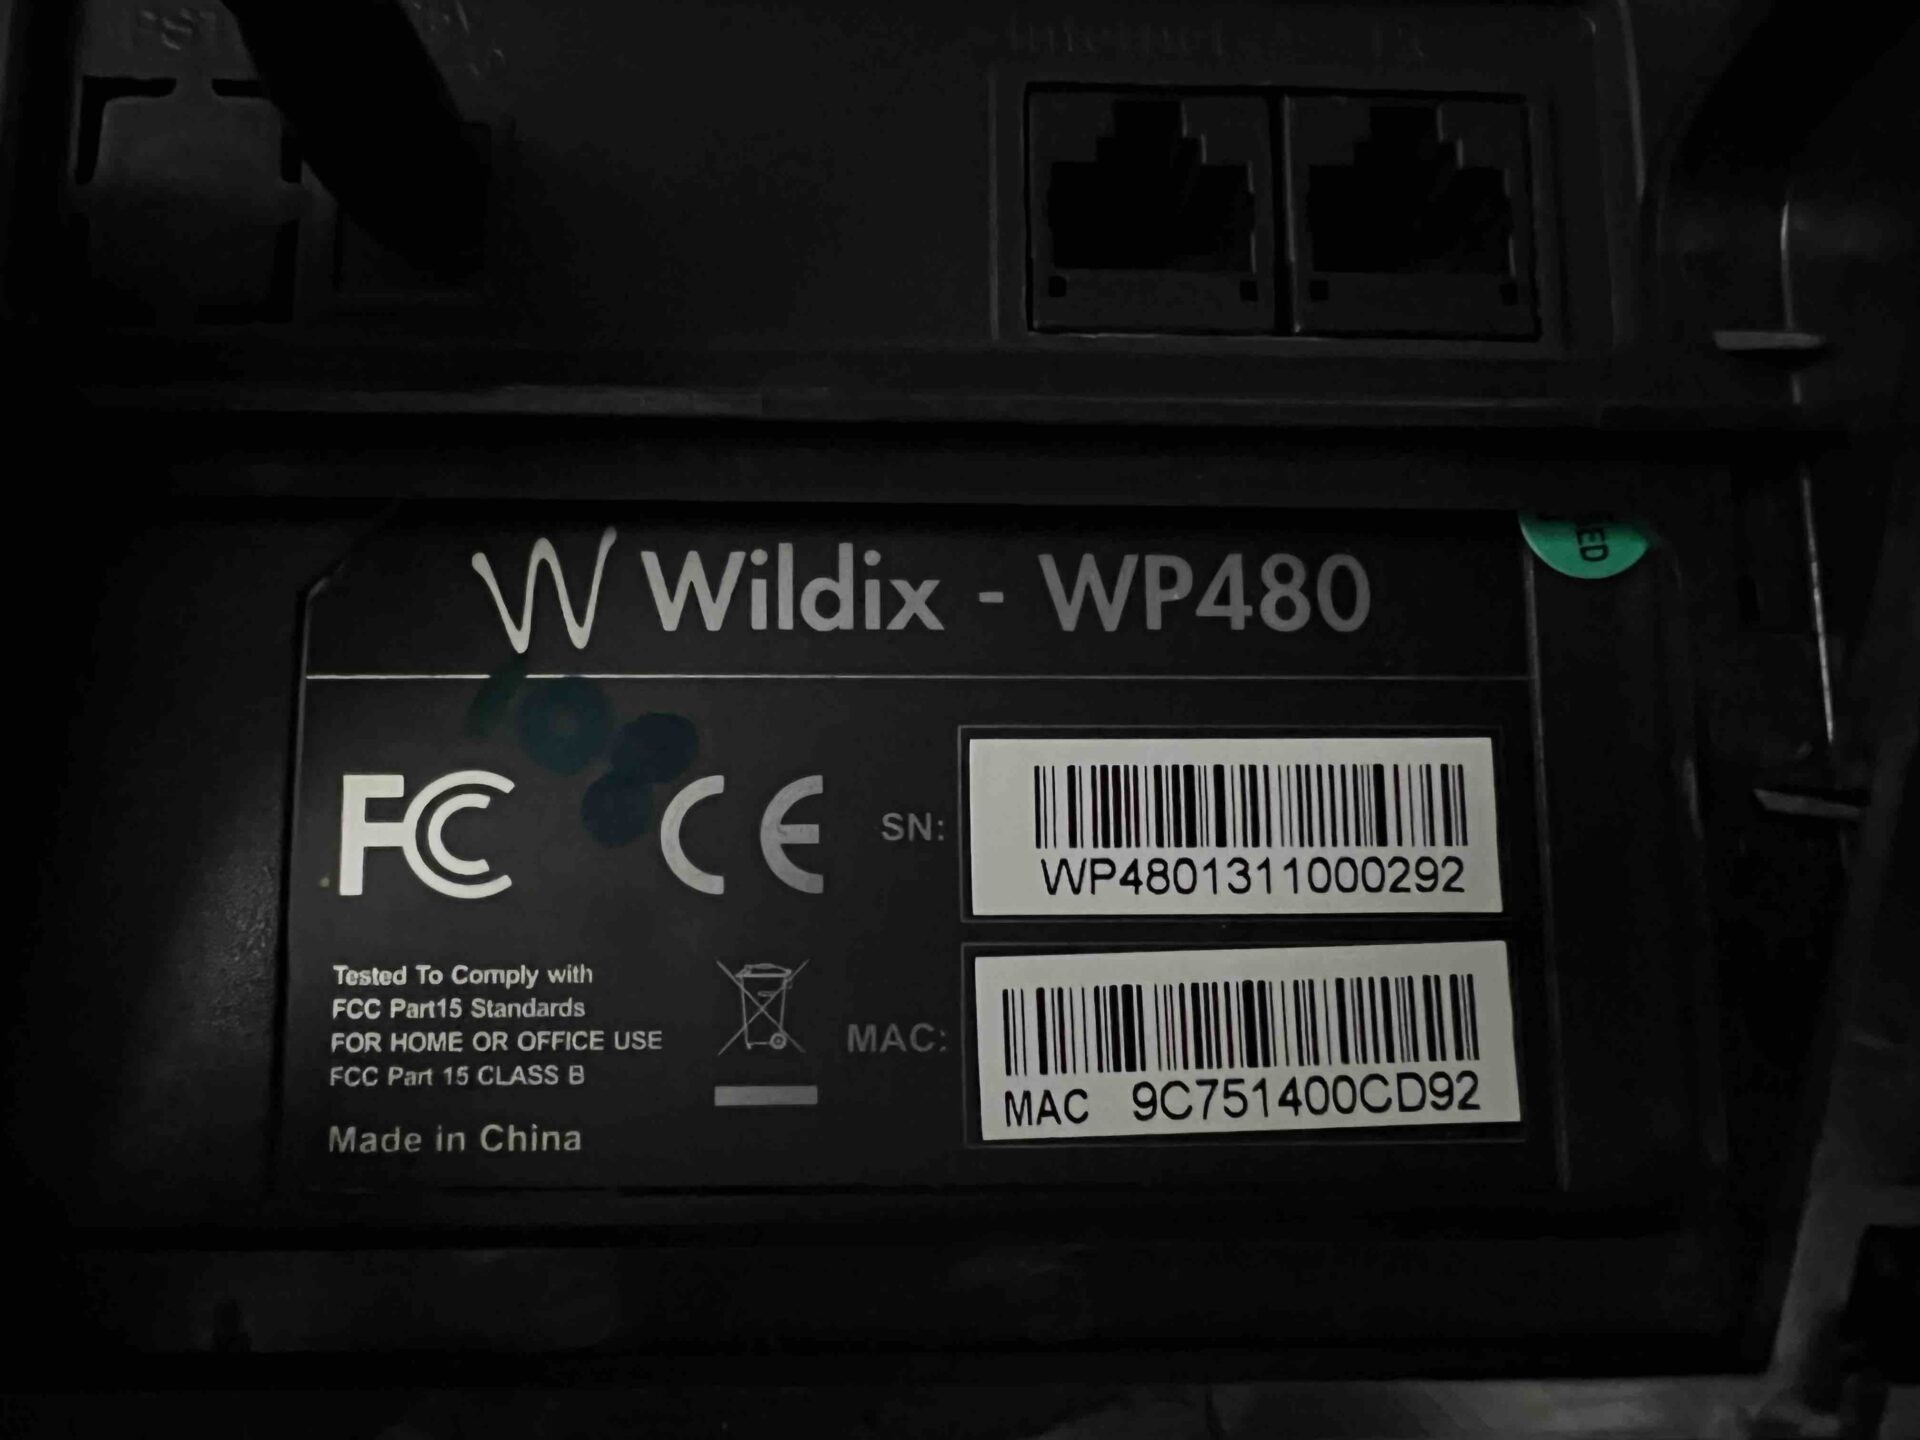 Internet
Wildix - WP480
FC CE
SN:
WP4801311000292
Tested To Comply with
FCC Part15 Standards
FOR HOME OR OFFICE USE
FCC Part 15 CLASS B
MAC:
MAC 9C751400CD92
Made in China